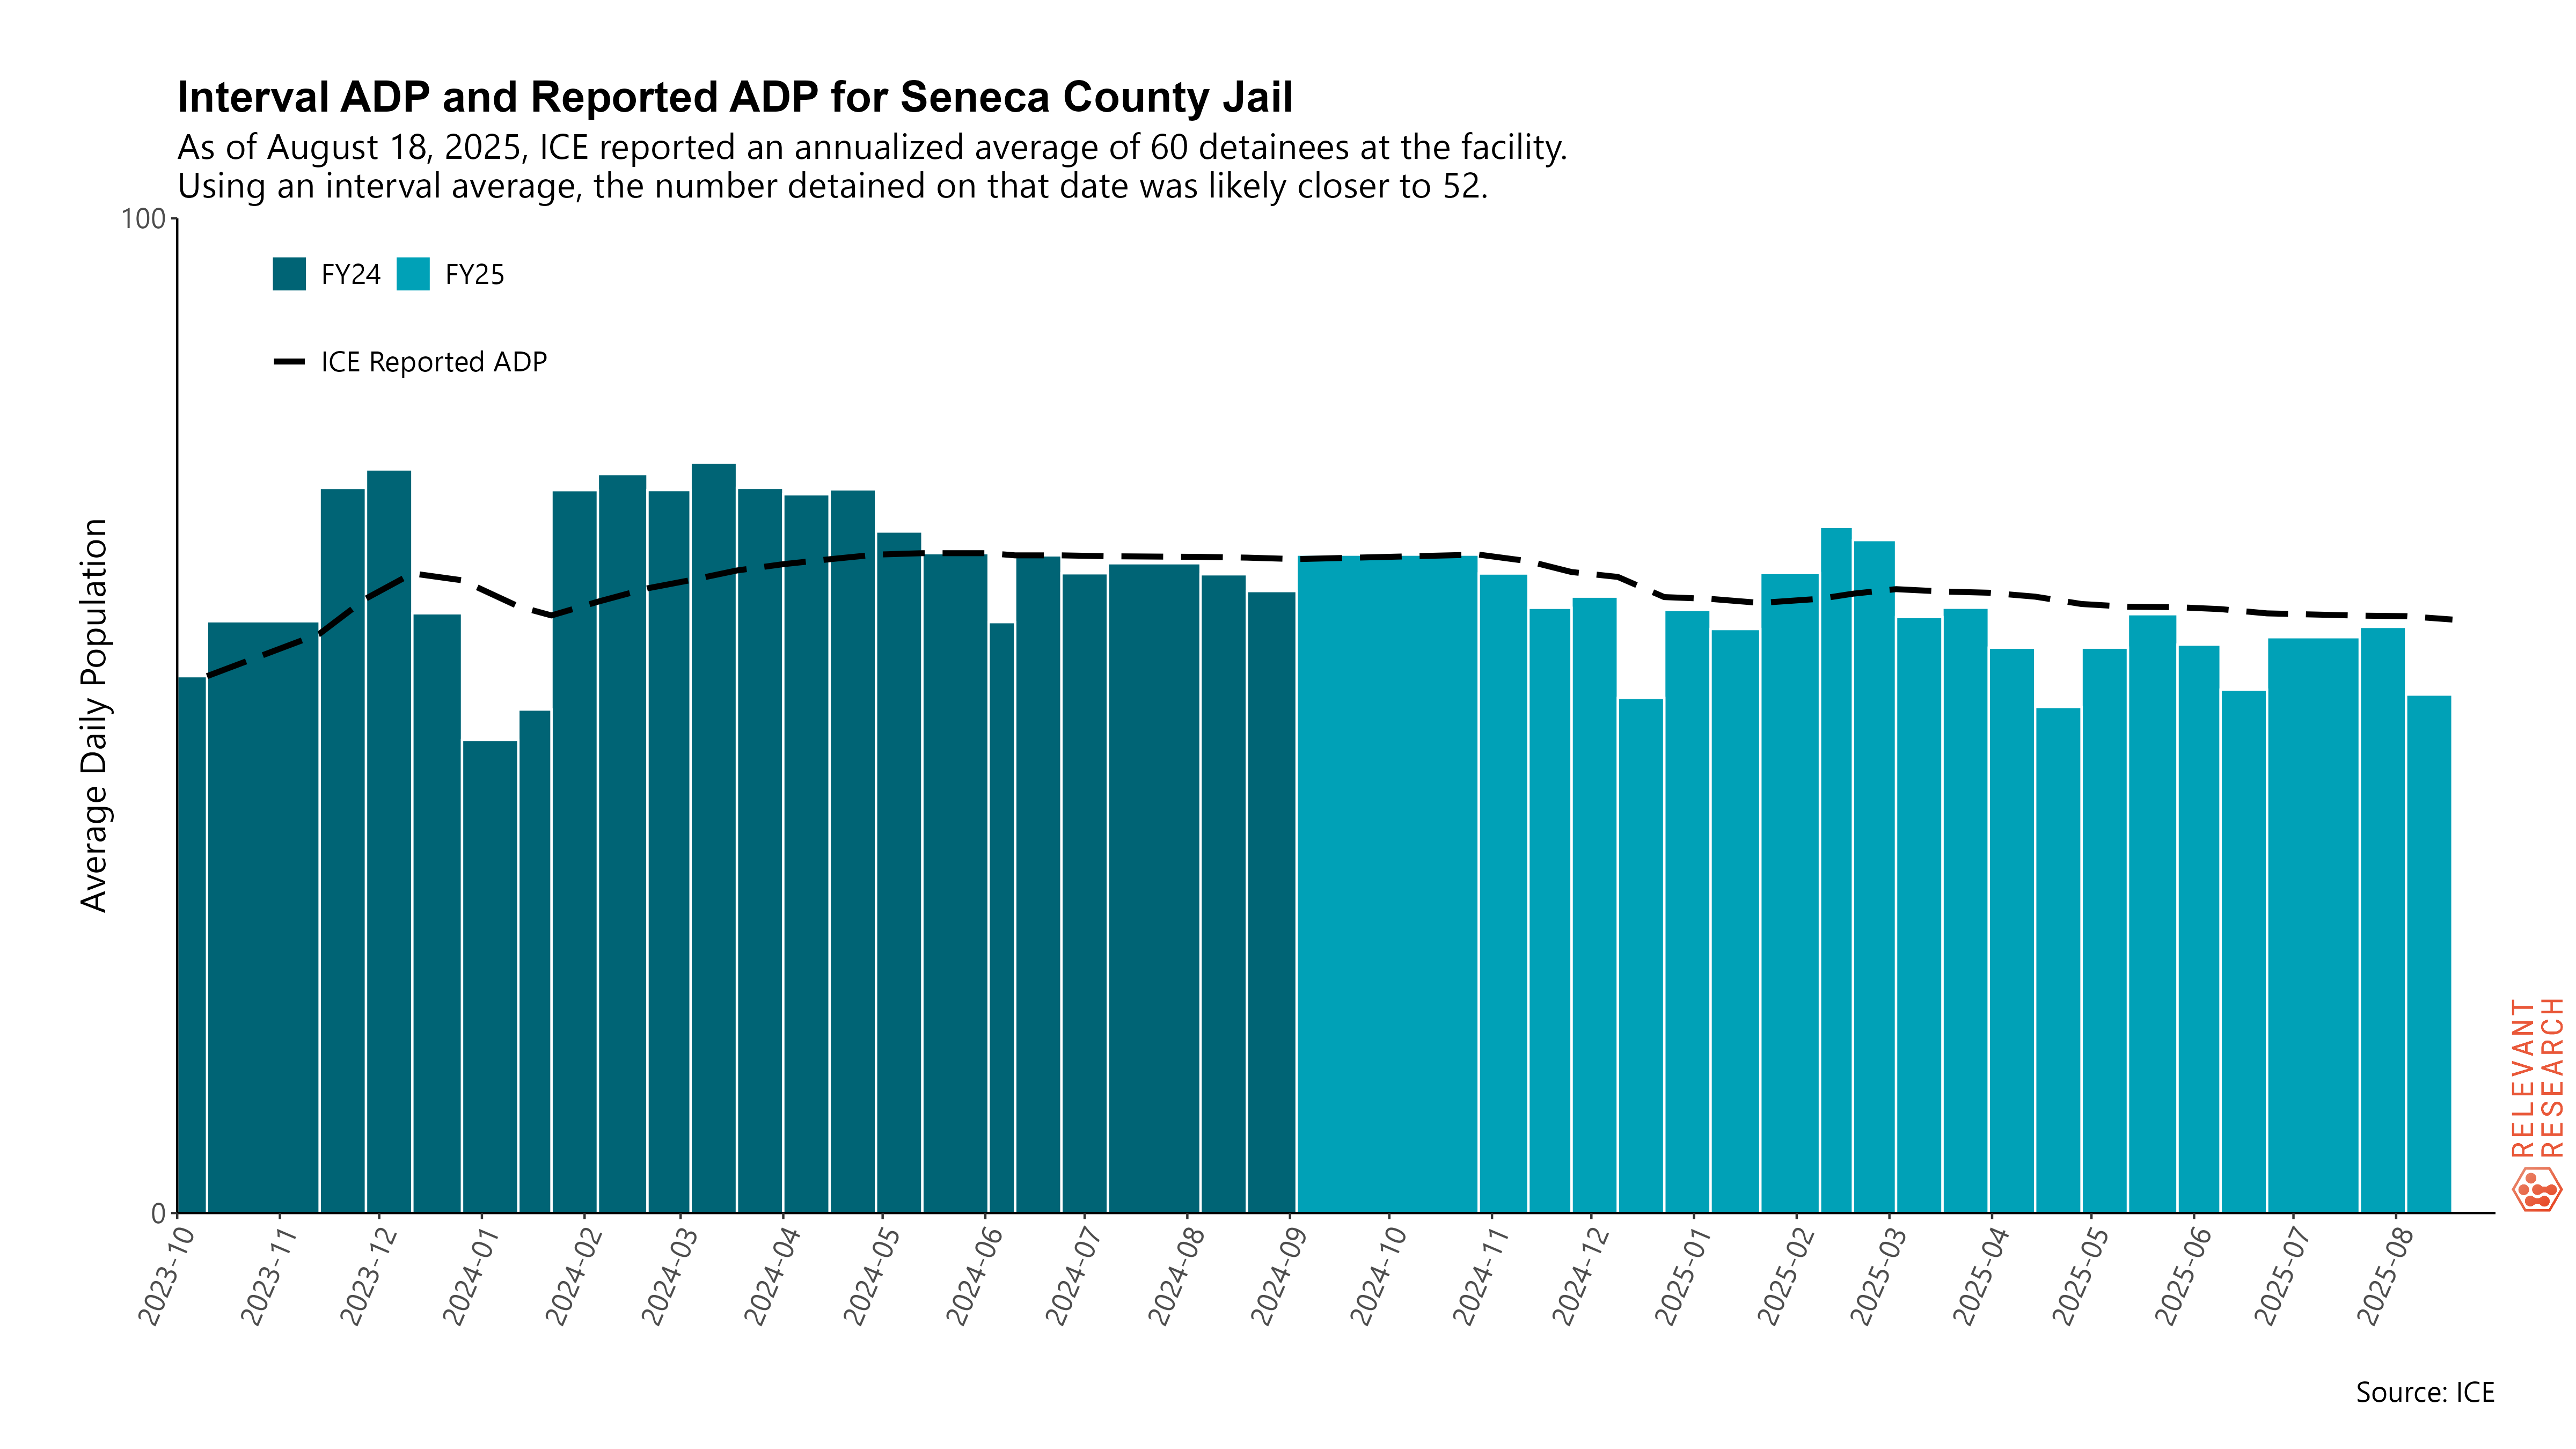 Interval ADP and Reported ADP for Seneca County Jail
As of August 18, 2025, ICE reported an annualized average of 60 detainees at the facility.
Using an interval average, the number detained on that date was likely closer to 52.
100
FY24 FY25
ICE Reported ADP
Average Daily Population
0
2023-10
2023-11
2023-12
2024-01
2024-02
2024-03
2024-04
2024-05
2024-06
2024-07
2024-08
2024-09
2024-10
2024-11
2024-12
2025-01
2025-02
2025-03
2025-04
2025-05
2025-06
2025-07
2025-08
RELEVANT
RESEARCH
Source: ICE